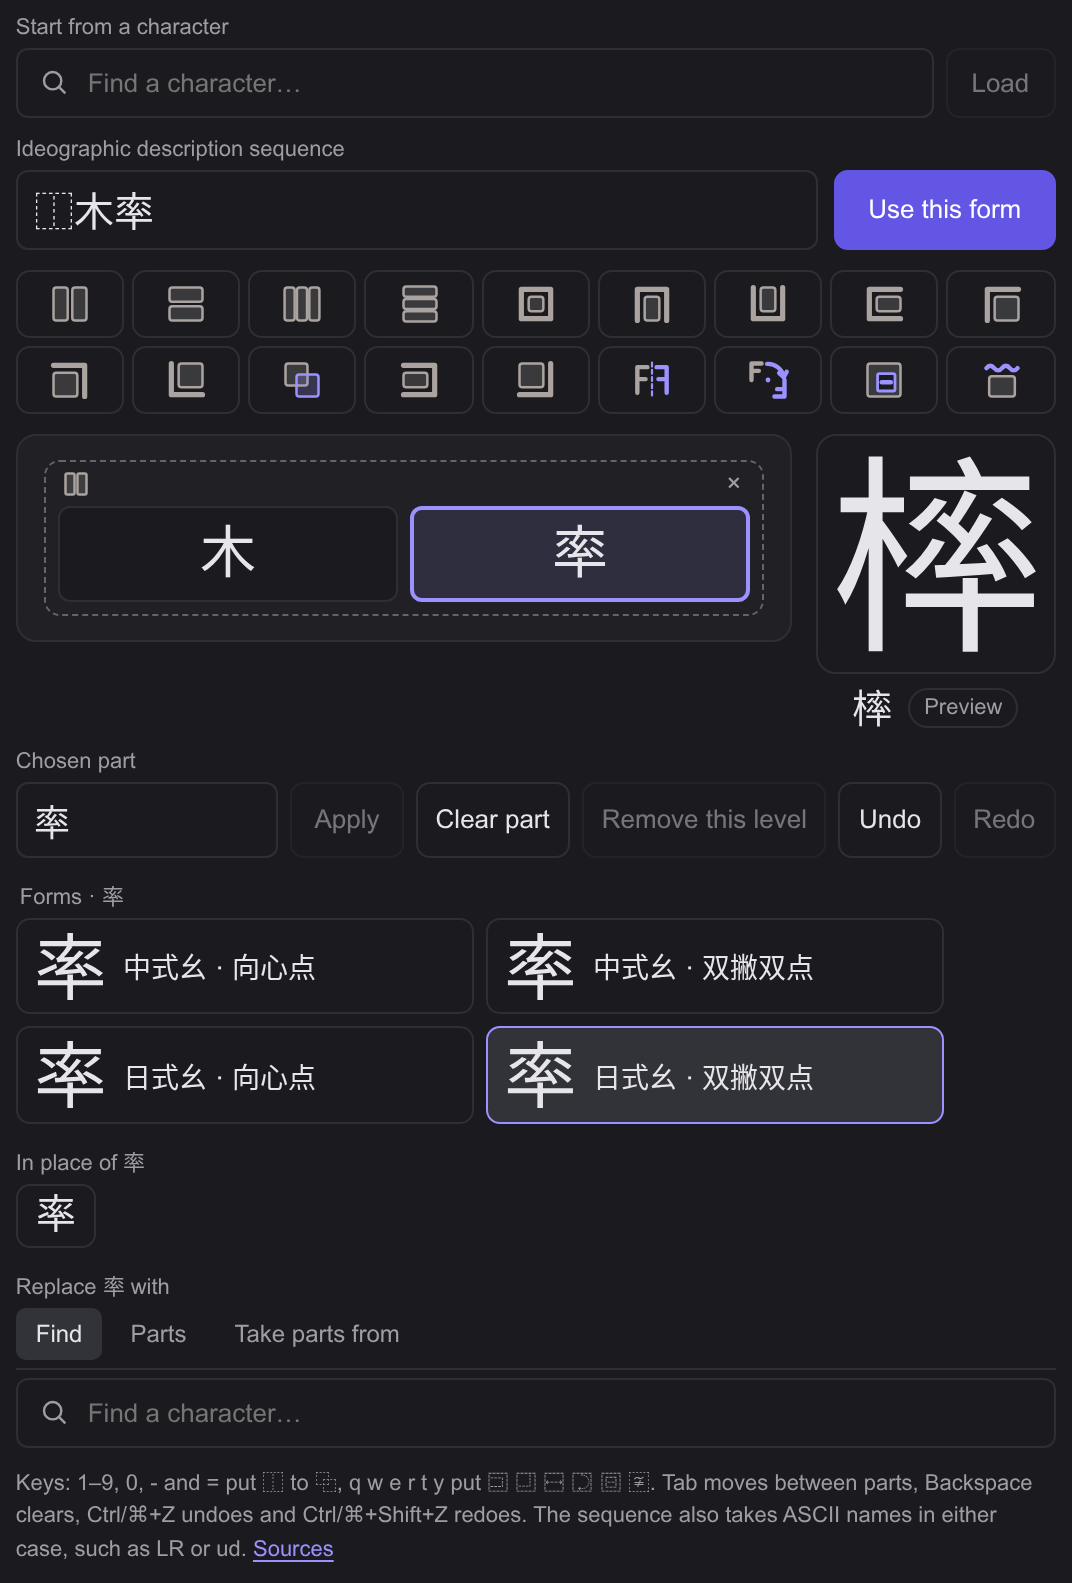 Start from a character
Find a character…
Load
Ideographic description sequence
⿰木率
Use this form
木
率
𣜠
𣜠
Preview
Chosen part
率
Apply
Clear part
Remove this level
Undo
Redo
Forms · 率
率 中式幺 · 向心点
率 中式幺 · 双撇双点
率 日式幺 · 向心点
率 日式幺 · 双撇双点
In place of 率
率
Replace 率 with
Find
Parts
Take parts from
Find a character…
Keys: 1–9, 0, - and = put ⿰ to ⿻, q w e r t y put ⿼ ⿽ ⿾ ⿿ 回 ≊. Tab moves between parts, Backspace
clears, Ctrl/⌘+Z undoes and Ctrl/⌘+Shift+Z redoes. The sequence also takes ASCII names in either
case, such as LR or ud. Sources